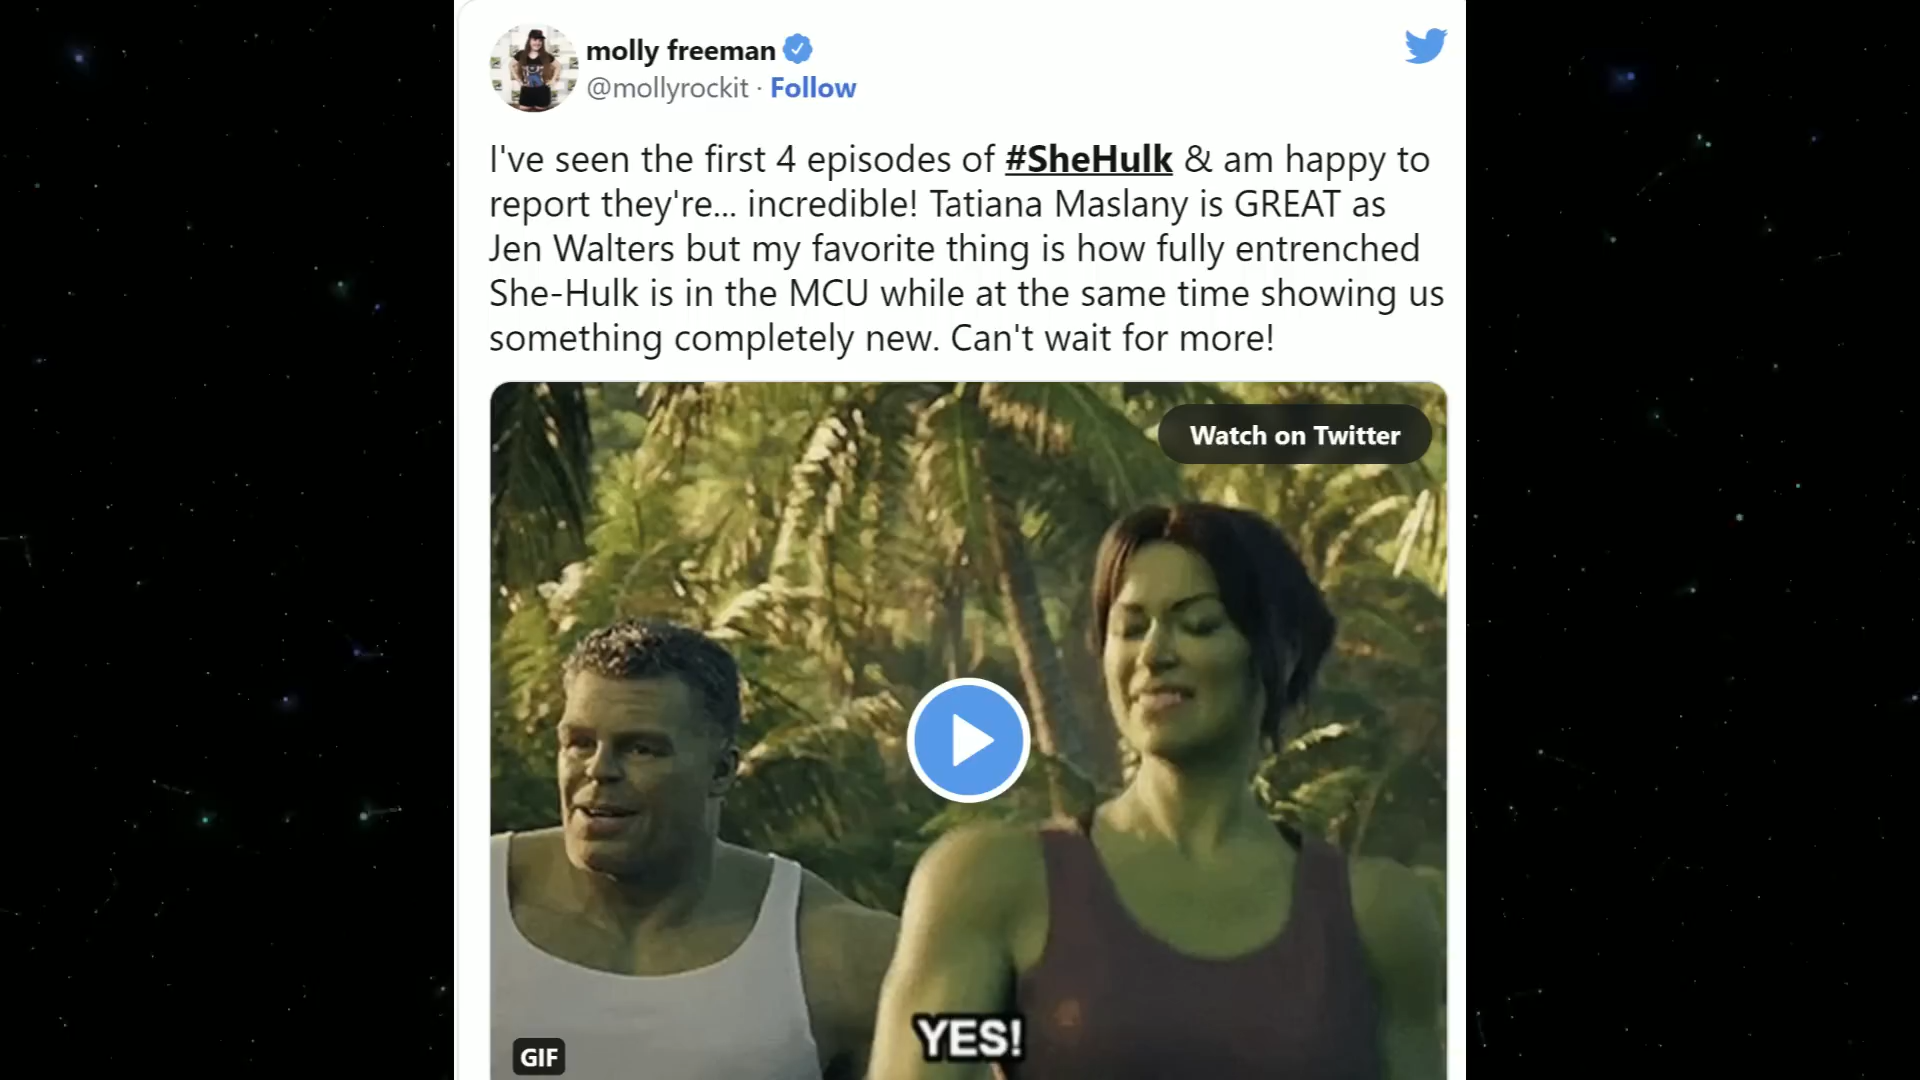 molly freeman
@mollyrockit · Follow
I've seen the first 4 episodes of #SheHulk & am happy to
report they're... incredible! Tatiana Maslany is GREAT as
Jen Walters but my favorite thing is how fully entrenched
She-Hulk is in the MCU while at the same time showing us
something completely new. Can't wait for more!
Watch on Twitter
YES!
GIF